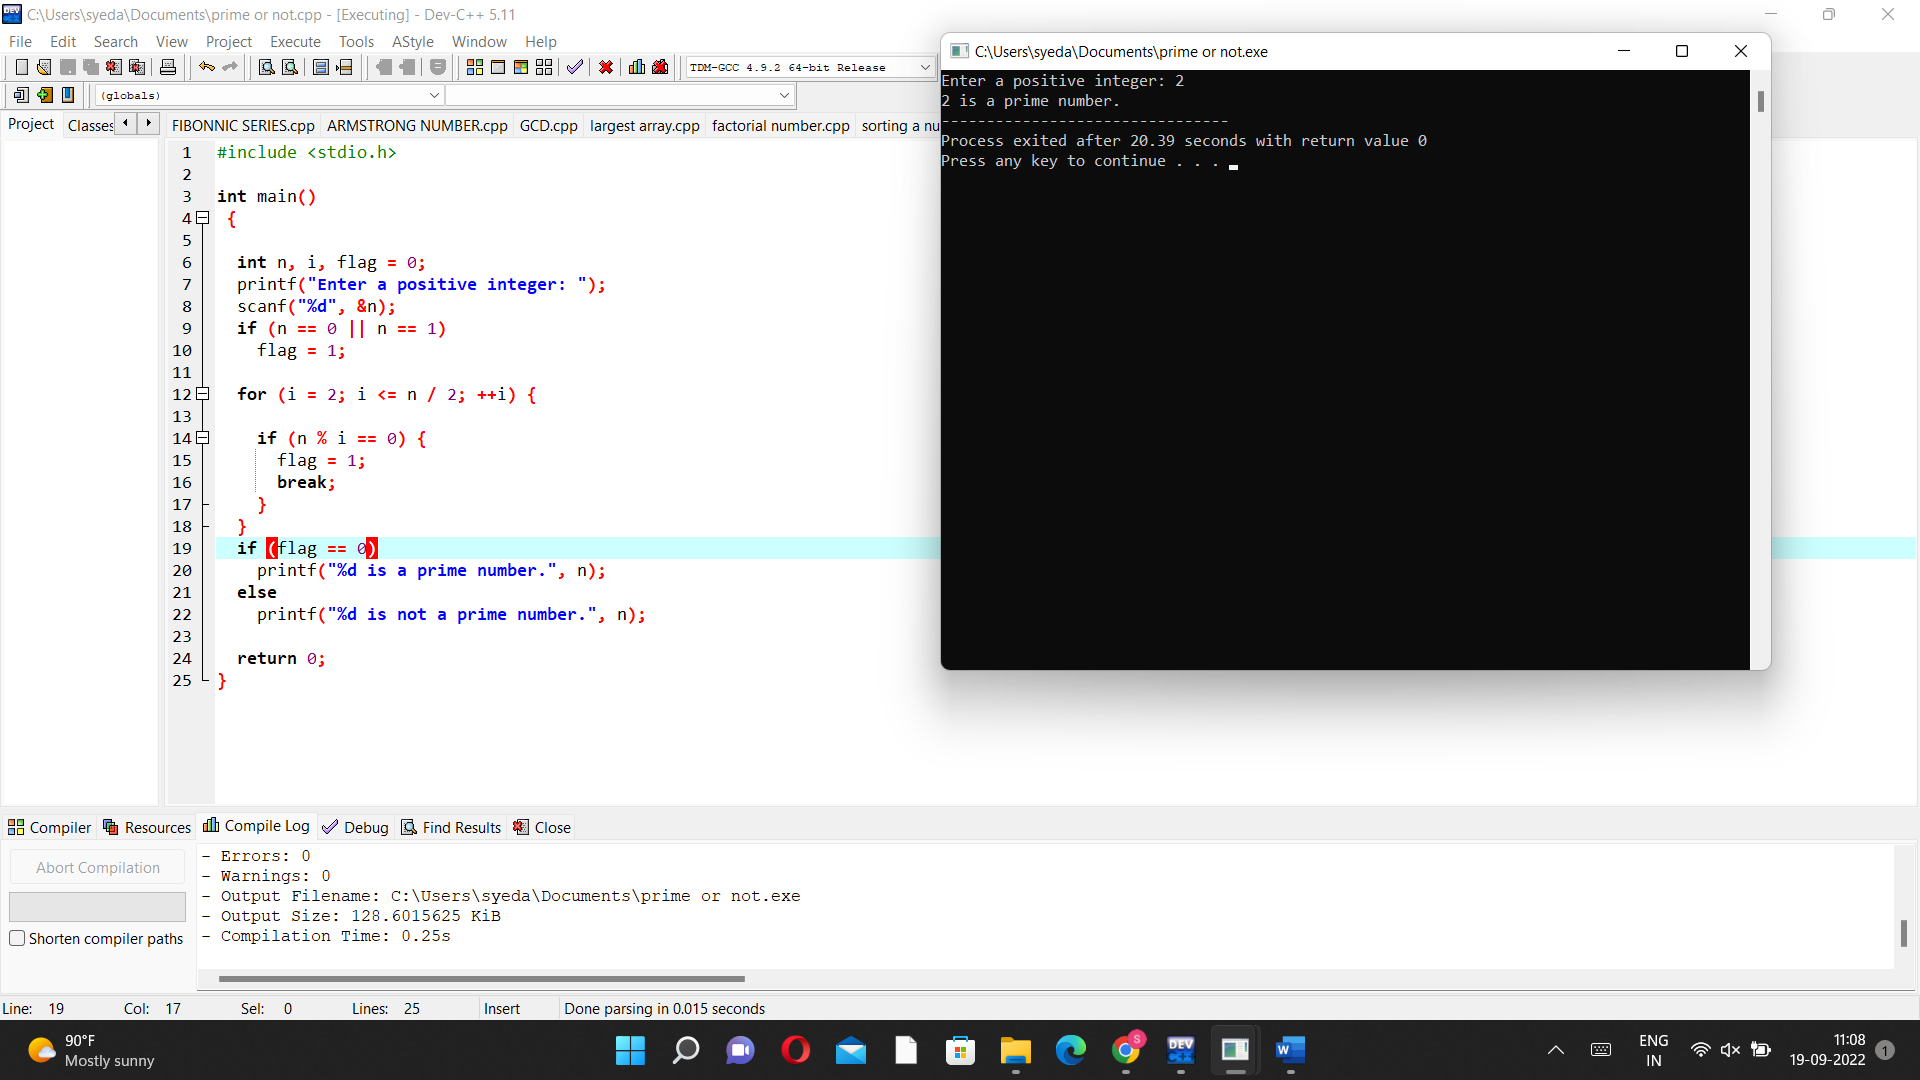 C:\Users\syeda\Documents\prime or not.cpp - [Executing] - Dev-C++ 5.11
File Edit Search View Project Execute Tools AStyle Window Help
TDM-GCC 4.9.2 64-bit Release
(globals)
Project Classes FIBONNIC SERIES.cpp ARMSTRONG NUMBER.cpp GCD.cpp largest array.cpp factorial number.cpp sorting a nu
1 #include <stdio.h>
2
3 int main()
4 {
5
6 int n, i, flag = 0;
7 printf("Enter a positive integer: ");
8 scanf("%d", &n);
9 if (n == 0 || n == 1)
10 flag = 1;
11
12 for (i = 2; i <= n / 2; ++i) {
13
14 if (n % i == 0) {
15 flag = 1;
16 break;
17 }
18 }
19 if (flag == 0)
20 printf("%d is a prime number.", n);
21 else
22 printf("%d is not a prime number.", n);
23
24 return 0;
25 }
C:\Users\syeda\Documents\prime or not.exe
Enter a positive integer: 2
2 is a prime number.
--------------------------------
Process exited after 20.39 seconds with return value 0
Press any key to continue . . .
Compiler Resources Compile Log Debug Find Results Close
Abort Compilation
Shorten compiler paths
- Errors: 0
- Warnings: 0
- Output Filename: C:\Users\syeda\Documents\prime or not.exe
- Output Size: 128.6015625 KiB
- Compilation Time: 0.25s
Line: 19 Col: 17 Sel: 0 Lines: 25 Insert Done parsing in 0.015 seconds
90°F
Mostly sunny
S
DEV
C++
W
ENG
IN
11:08
19-09-2022
1